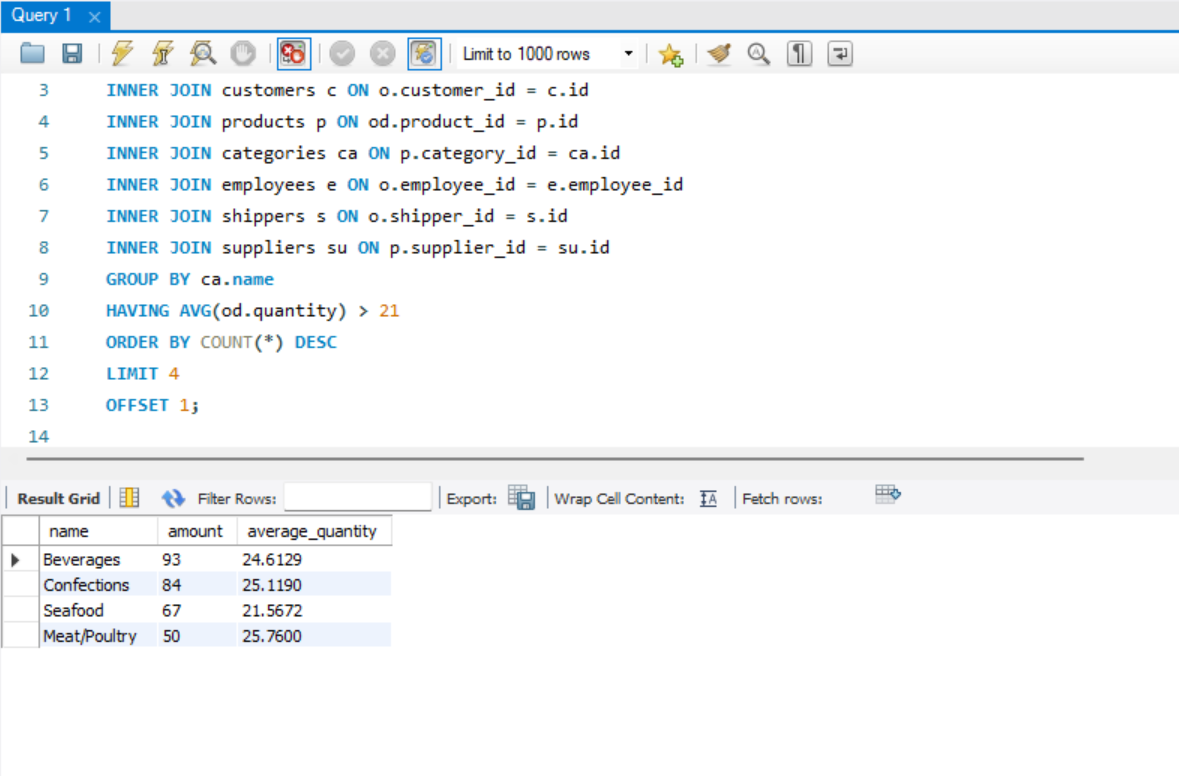 Query 1
Limit to 1000 rows
3 INNER JOIN customers c ON o.customer_id = c.id
4 INNER JOIN products p ON od.product_id = p.id
5 INNER JOIN categories ca ON p.category_id = ca.id
6 INNER JOIN employees e ON o.employee_id = e.employee_id
7 INNER JOIN shippers s ON o.shipper_id = s.id
8 INNER JOIN suppliers su ON p.supplier_id = su.id
9 GROUP BY ca.name
10 HAVING AVG(od.quantity) > 21
11 ORDER BY COUNT(*) DESC
12 LIMIT 4
13 OFFSET 1;
14
Result Grid Filter Rows: Export: Wrap Cell Content: Fetch rows:
name amount average_quantity
Beverages 93 24.6129
Confections 84 25.1190
Seafood 67 21.5672
Meat/Poultry 50 25.7600